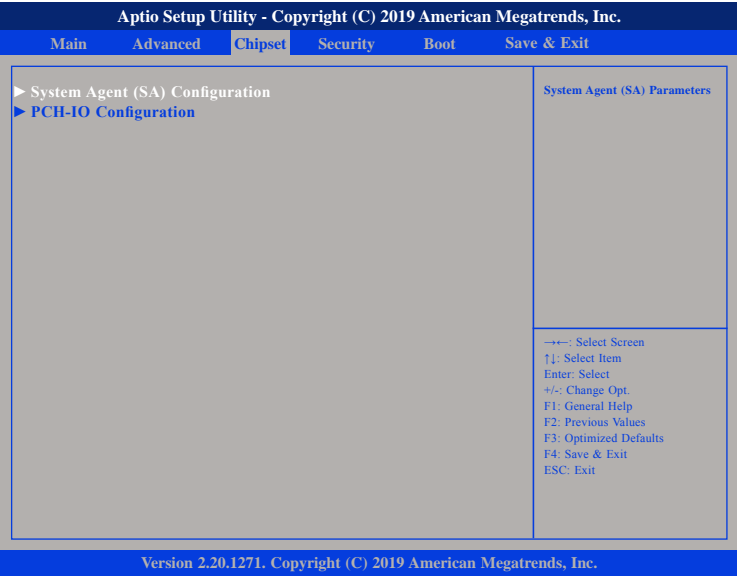 Aptio Setup Utility - Copyright (C) 2019 American Megatrends, Inc.
Main Advanced Chipset Security Boot Save & Exit
► System Agent (SA) Configuration
► PCH-IO Configuration
System Agent (SA) Parameters
→←: Select Screen
↑↓: Select Item
Enter: Select
+/-: Change Opt.
F1: General Help
F2: Previous Values
F3: Optimized Defaults
F4: Save & Exit
ESC: Exit
Version 2.20.1271. Copyright (C) 2019 American Megatrends, Inc.